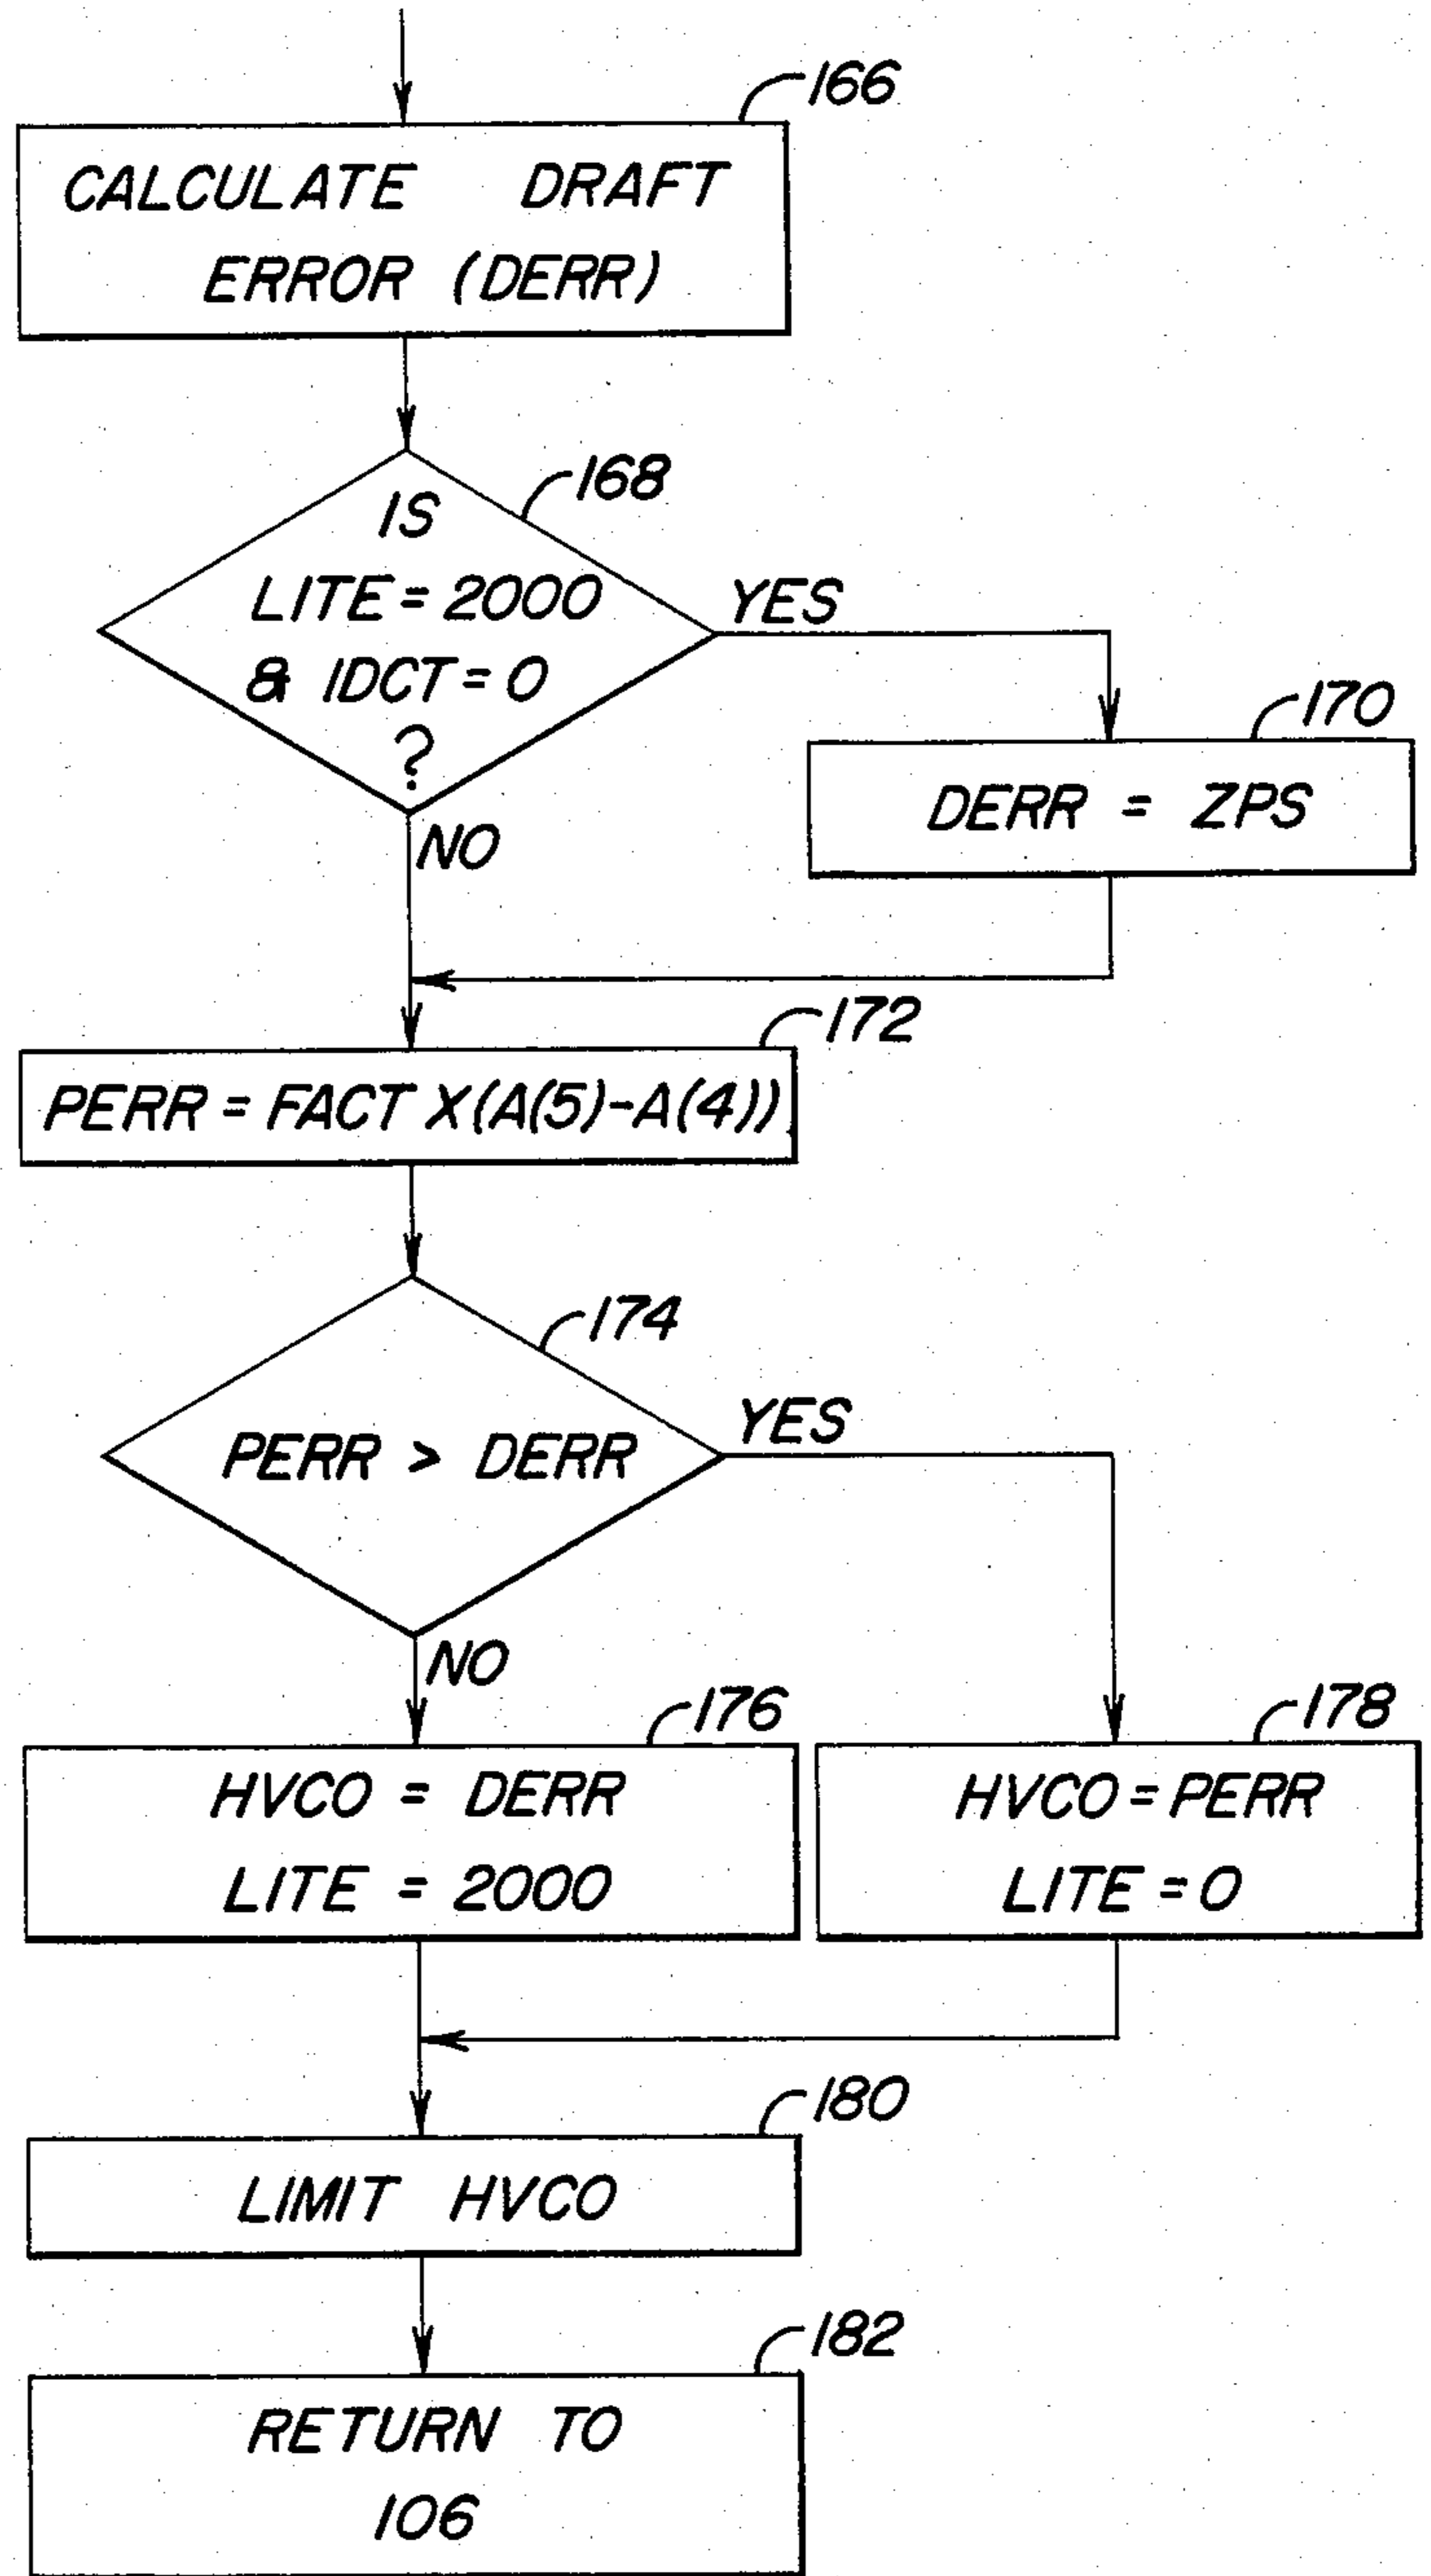 166
CALCULATE DRAFT
ERROR (DERR)
168
IS
LITE = 2000
& IDCT = 0
?
YES
NO
170
DERR = ZPS
172
PERR = FACT X(A(5)-A(4))
174
PERR > DERR
YES
NO
176
HVCO = DERR
LITE = 2000
178
HVCO = PERR
LITE = 0
180
LIMIT HVCO
182
RETURN TO
106